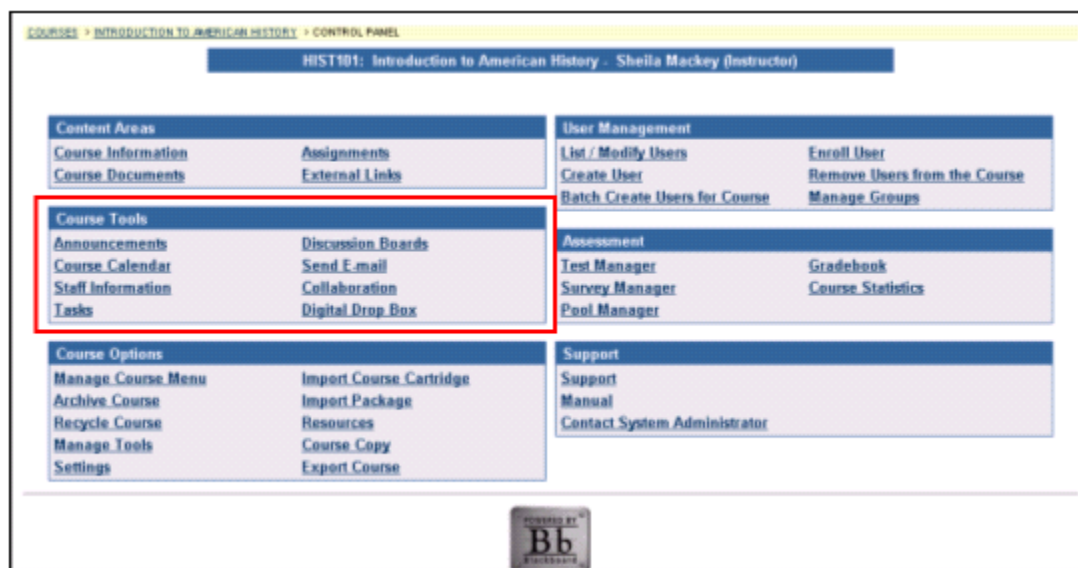 COURSES > INTRODUCTION TO AMERICAN HISTORY > CONTROL PANEL
HIST101: Introduction to American History - Sheila Mackey (Instructor)
Content Areas
Course Information Assignments
Course Documents External Links
Course Tools
Announcements Discussion Boards
Course Calendar Send E-mail
Staff Information Collaboration
Tasks Digital Drop Box
Course Options
Manage Course Menu Import Course Cartridge
Archive Course Import Package
Recycle Course Resources
Manage Tools Course Copy
Settings Export Course
User Management
List / Modify Users Enroll User
Create User Remove Users from the Course
Batch Create Users for Course Manage Groups
Assessment
Test Manager Gradebook
Survey Manager Course Statistics
Pool Manager
Support
Support
Manual
Contact System Administrator
POWERED BY
Bb
Blackboard